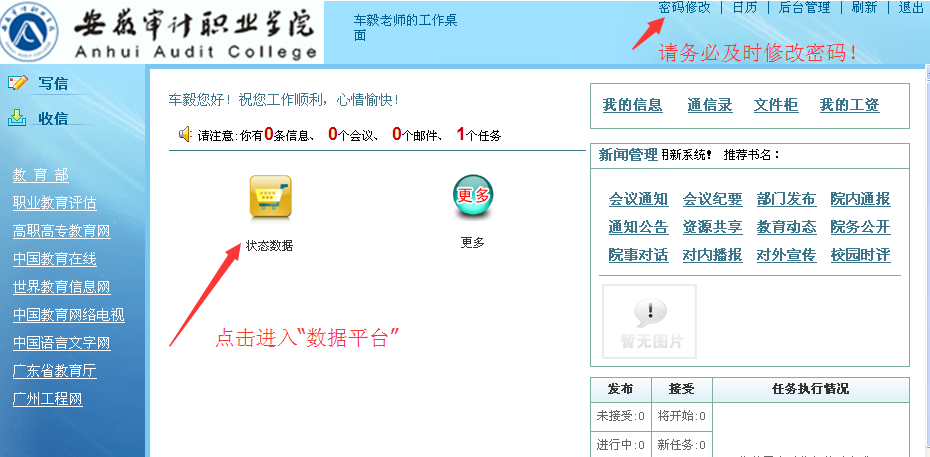 安徽审计职业学院
Anhui Audit College
车毅老师的工作桌
面
密码修改 | 日历 | 后台管理 | 刷新 | 退出
请务必及时修改密码！
写信
收信
教 育 部
职业教育评估
高职高专教育网
中国教育在线
世界教育信息网
中国教育网络电视
中国语言文字网
广东省教育厅
广州工程网
车毅您好！祝您工作顺利，心情愉快！
请注意:你有0条信息、 0个会议、 0个邮件、 1个任务
状态数据
更多
更多
点击进入“数据平台”
我的信息 通信录 文件柜 我的工资
新闻管理 用新系统！ 推荐书名：
会议通知 会议纪要 部门发布 院内通报
通知公告 资源共享 教育动态 院务公开
院事对话 对内播报 对外宣传 校园时评
暂无图片
发布 接受 任务执行情况
未接受:0 将开始:0
进行中:0 新任务:0